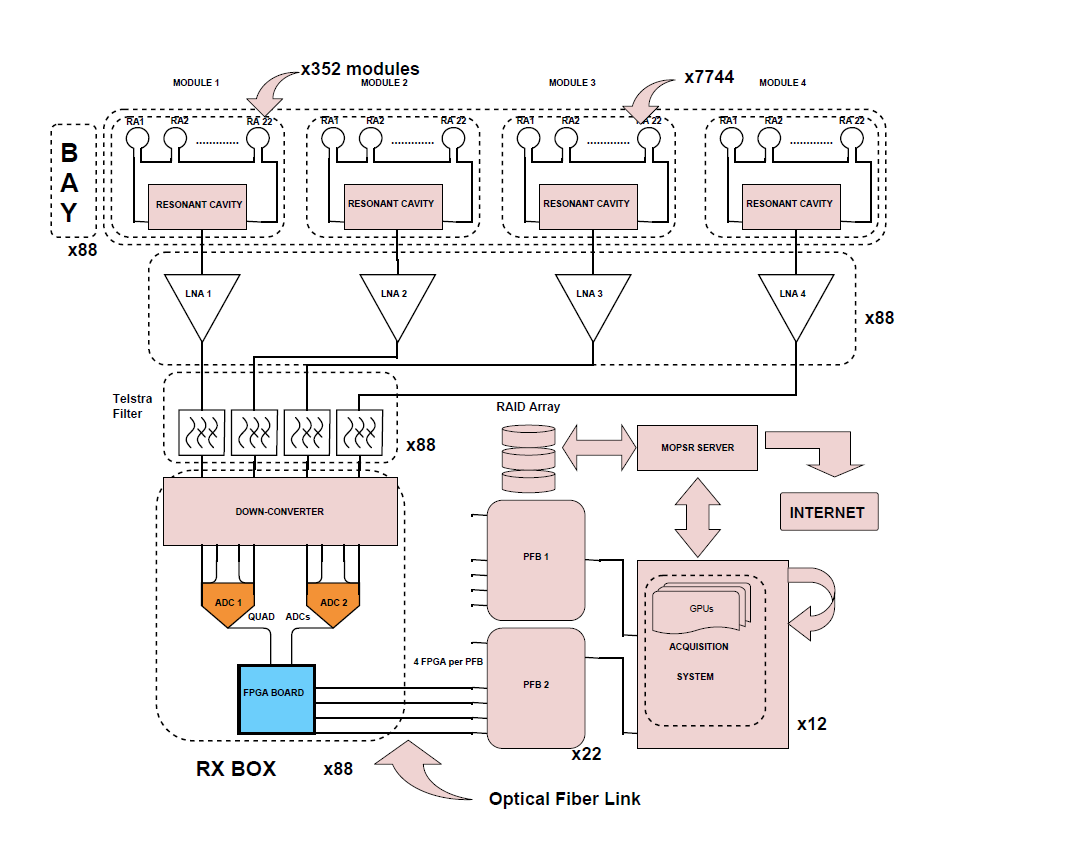 x352 modules
x7744
MODULE 1
MODULE 2
MODULE 3
MODULE 4
RA1 RA2 ............. RA 22
RA1 RA2 ............. RA 22
RA1 RA2 ............. RA 22
RA1 RA2 ............. RA 22
B
A
Y
RESONANT CAVITY
RESONANT CAVITY
RESONANT CAVITY
RESONANT CAVITY
x88
LNA 1
LNA 2
LNA 3
LNA 4
x88
Telstra
Filter
x88
RAID Array
MOPSR SERVER
INTERNET
DOWN-CONVERTER
PFB 1
ADC 1
ADC 2
QUAD ADCs
GPUs
ACQUISITION
SYSTEM
4 FPGA per PFB
FPGA BOARD
PFB 2
x12
x22
RX BOX
x88
Optical Fiber Link